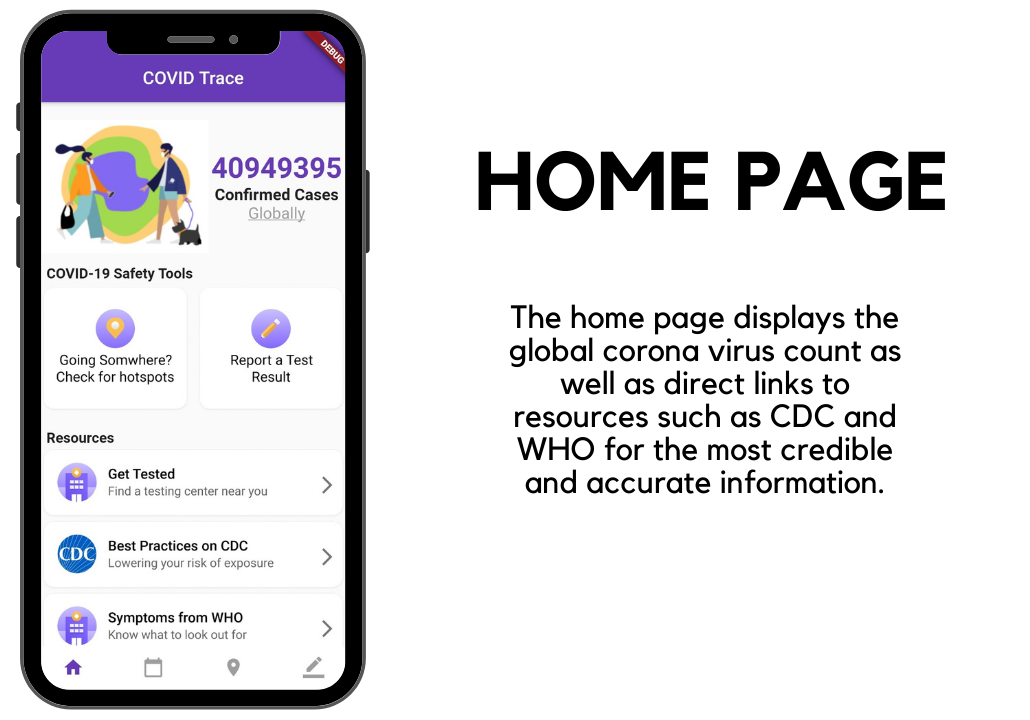 DEBUG
COVID Trace
40949395
Confirmed Cases
Globally
COVID-19 Safety Tools
Going Somwhere?
Check for hotspots
Report a Test
Result
Resources
Get Tested
Find a testing center near you
CDC
Best Practices on CDC
Lowering your risk of exposure
Symptoms from WHO
Know what to look out for
HOME PAGE
The home page displays the
global corona virus count as
well as direct links to
resources such as CDC and
WHO for the most credible
and accurate information.